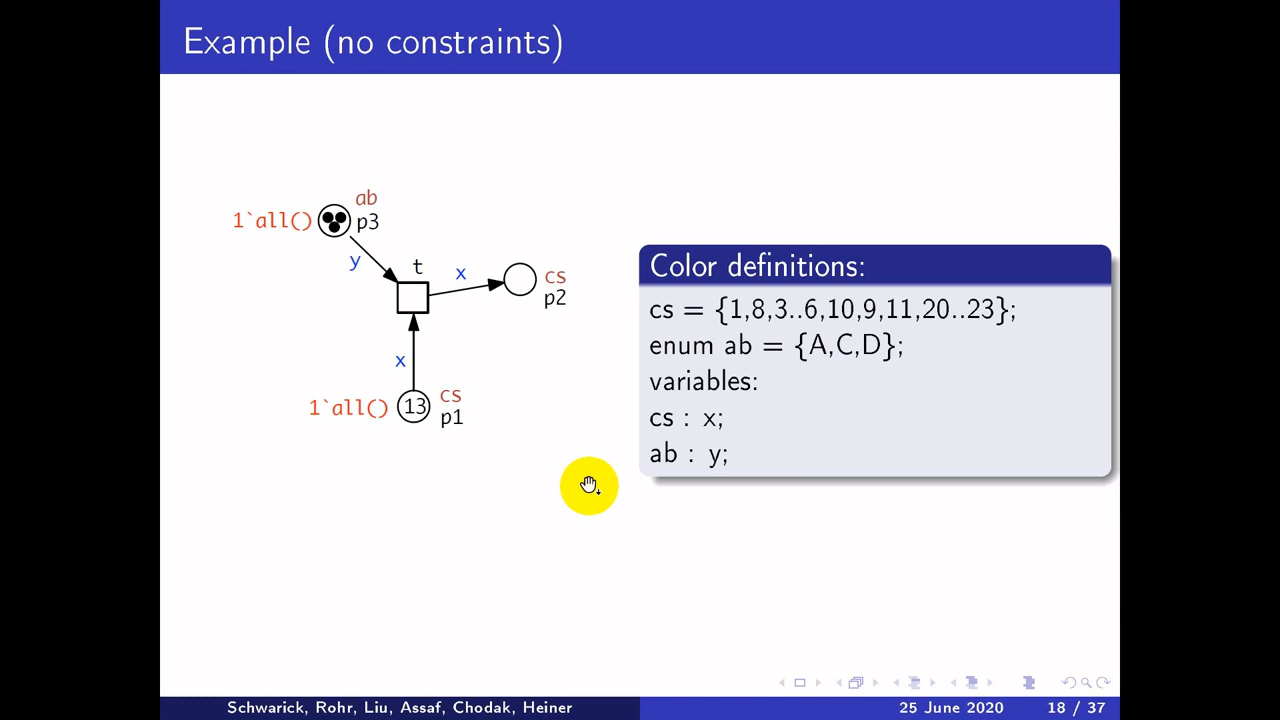 Example (no constraints)
ab
1`all()
p3
y
t
x
cs
p2
x
1`all()
13
cs
p1
Color definitions:
cs = {1,8,3..6,10,9,11,20..23};
enum ab = {A,C,D};
variables:
cs : x;
ab : y;
Schwarick, Rohr, Liu, Assaf, Chodak, Heiner
25 June 2020
18 / 37